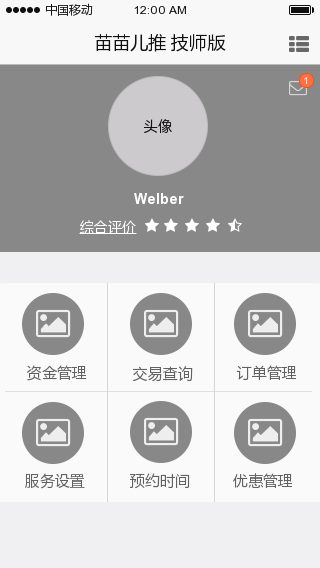 中国移动 12:00 AM
苗苗儿推 技师版
1
头像
Welber
综合评价
资金管理 交易查询 订单管理
服务设置 预约时间 优惠管理